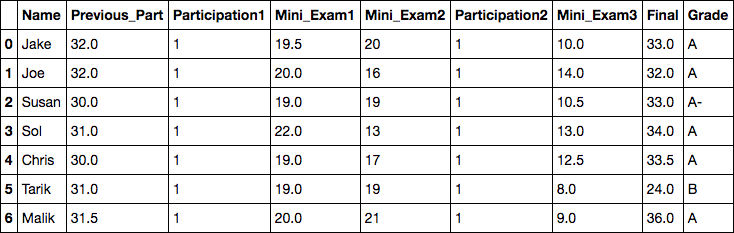 Name Previous_Part Participation1 Mini_Exam1 Mini_Exam2 Participation2 Mini_Exam3 Final Grade
0 Jake 32.0 1 19.5 20 1 10.0 33.0 A
1 Joe 32.0 1 20.0 16 1 14.0 32.0 A
2 Susan 30.0 1 19.0 19 1 10.5 33.0 A-
3 Sol 31.0 1 22.0 13 1 13.0 34.0 A
4 Chris 30.0 1 19.0 17 1 12.5 33.5 A
5 Tarik 31.0 1 19.0 19 1 8.0 24.0 B
6 Malik 31.5 1 20.0 21 1 9.0 36.0 A